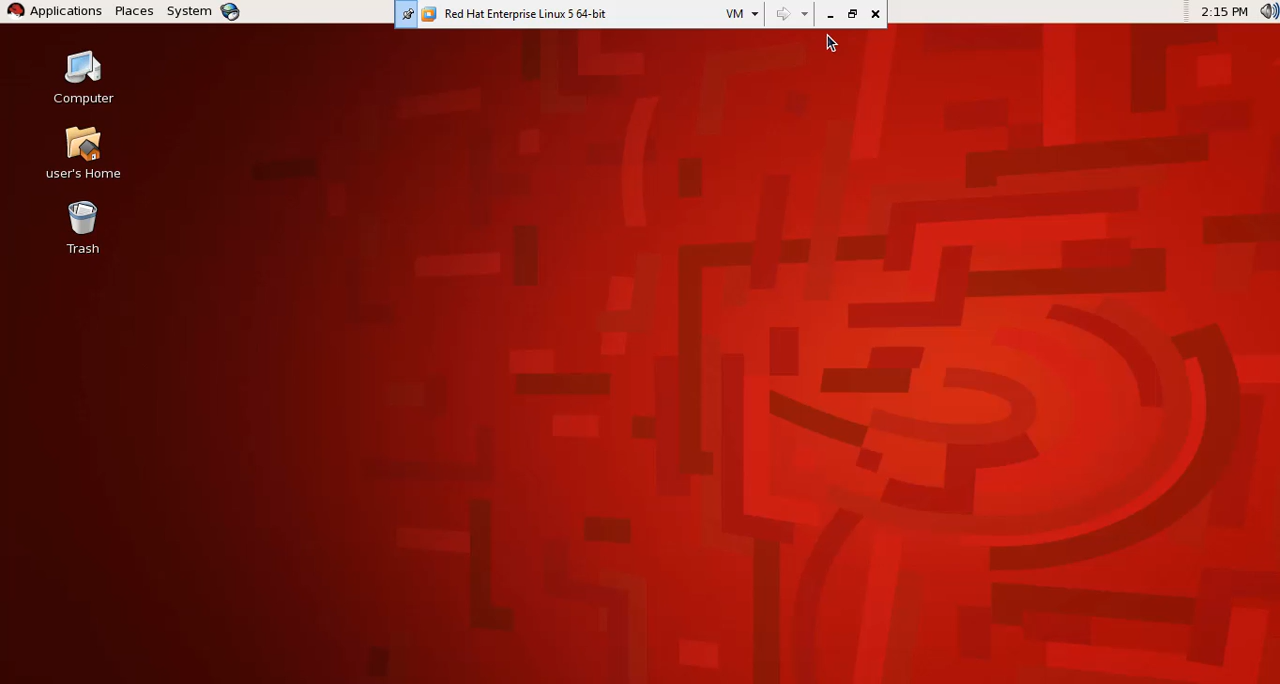 Applications Places System
Red Hat Enterprise Linux 5 64-bit VM
2:15 PM
Computer
user's Home
Trash